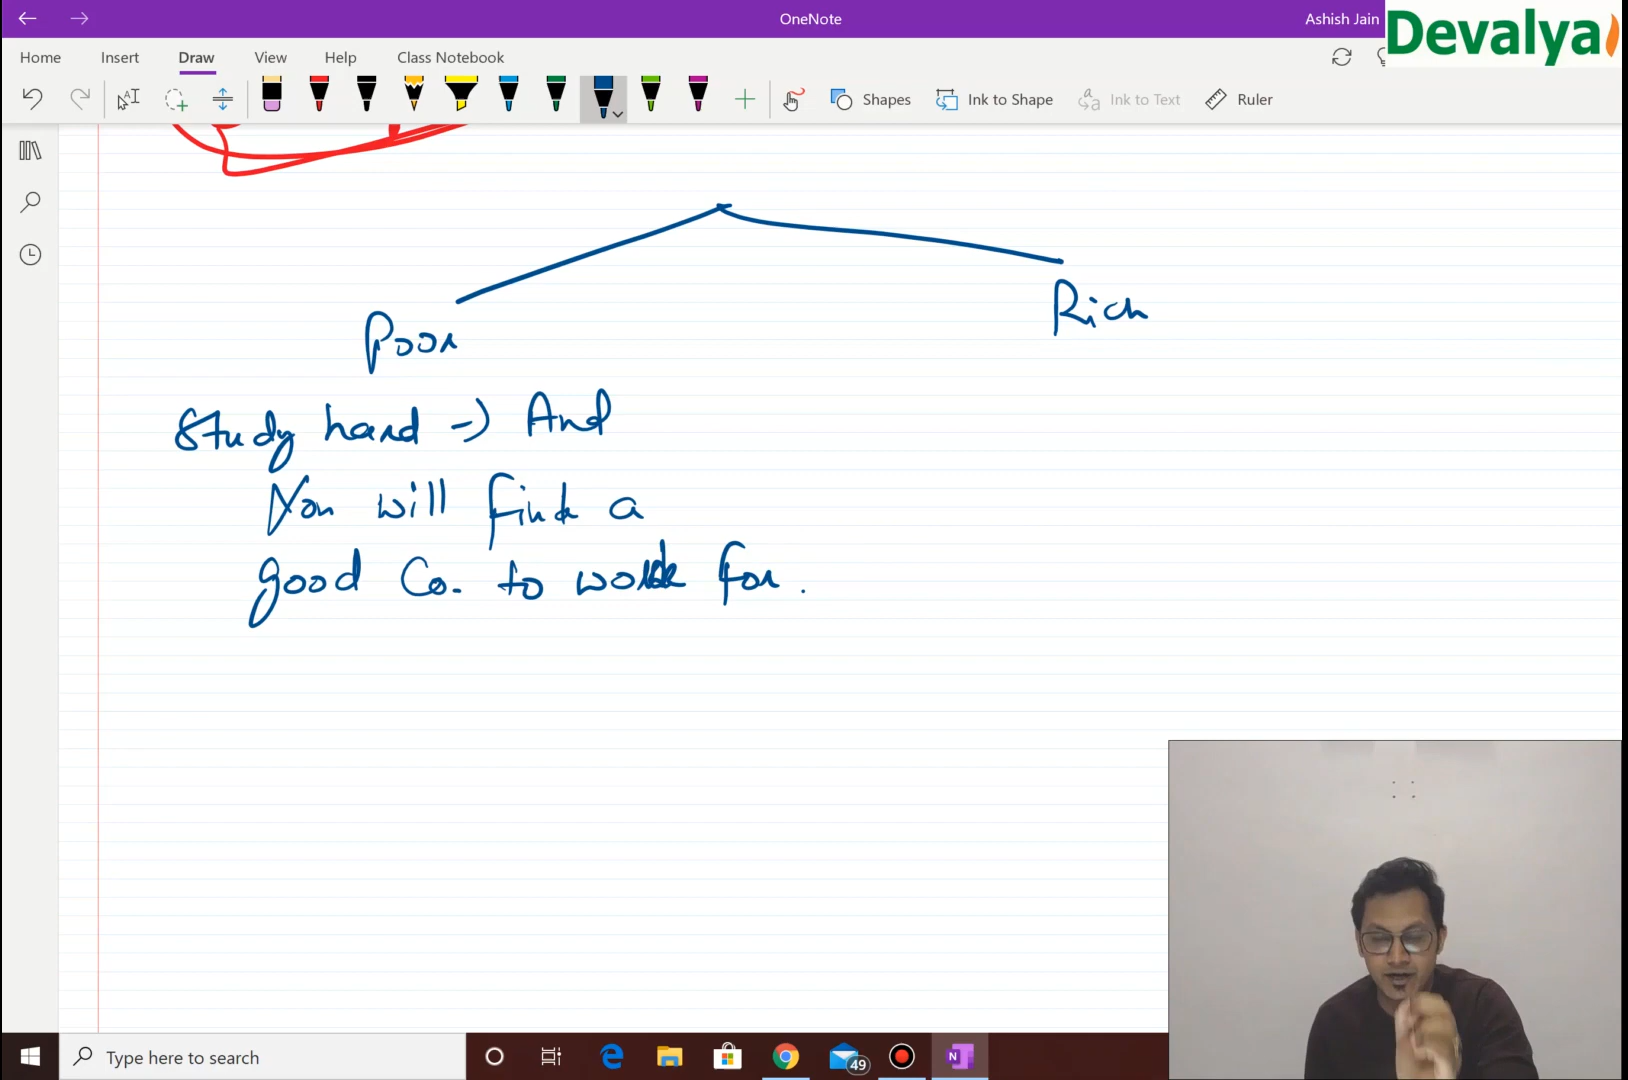 OneNote
Ashish Jain
Devalya
Home Insert Draw View Help Class Notebook
Shapes Ink to Shape Ink to Text Ruler
Poor
Rich
Study hard => And
You will find a
good Co. to work for.
Type here to search
49